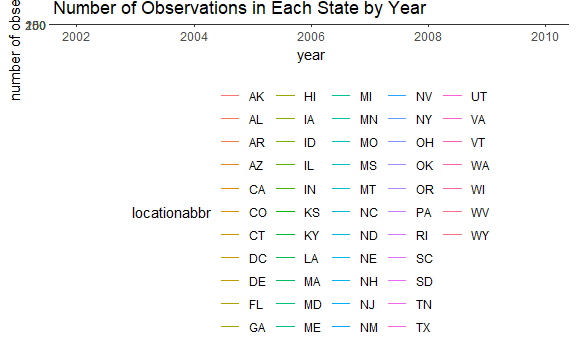 Number of Observations in Each State by Year
number of obse
2002 2004 2006 2008 2010
year
locationabbr
AK HI MI NV UT
AL IA MN NY VA
AR ID MO OH VT
AZ IL MS OK WA
CA IN MT OR WI
CO KS NC PA WV
CT KY ND RI WY
DC LA NE SC
DE MA NH SD
FL MD NJ TN
GA ME NM TX